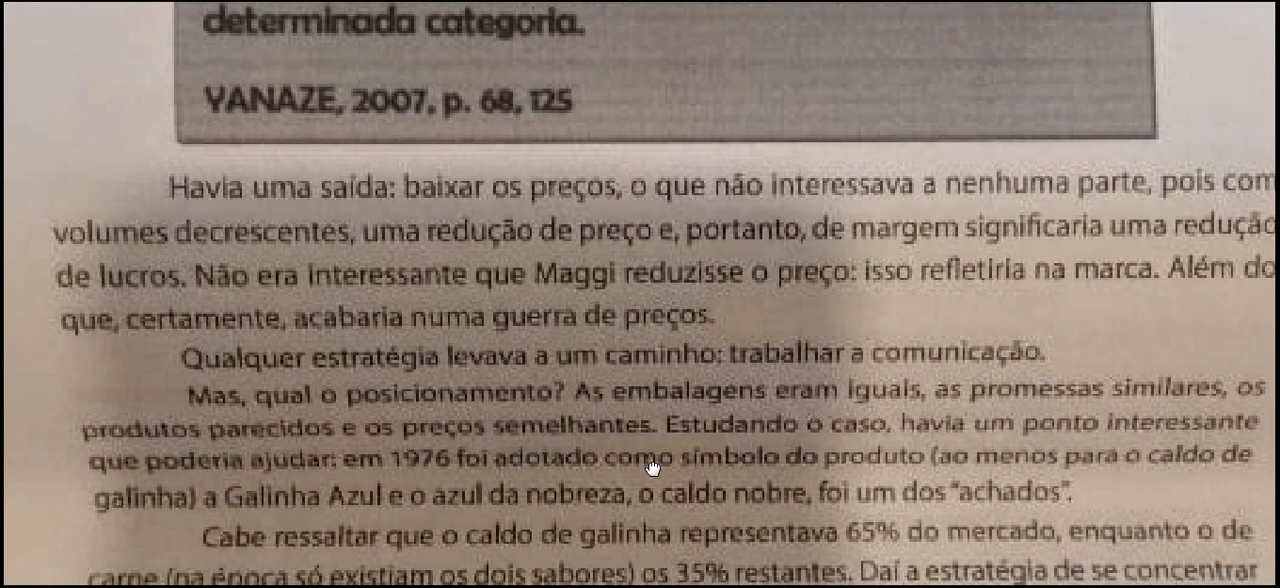 determinada categoria.
YANAZE, 2007, p. 68, 125
Havia uma saída: baixar os preços, o que não interessava a nenhuma parte, pois com
volumes decrescentes, uma redução de preço e, portanto, de margem significaria uma redução
de lucros. Não era interessante que Maggi reduzisse o preço: isso refletiria na marca. Além do
que, certamente, acabaria numa guerra de preços.
Qualquer estratégia levava a um caminho: trabalhar a comunicação.
Mas, qual o posicionamento? As embalagens eram iguais, as promessas similares, os
produtos parecidos e os preços semelhantes. Estudando o caso, havia um ponto interessante
que poderia ajudar: em 1976 foi adotado como símbolo do produto (ao menos para o caldo de
galinha) a Galinha Azul e o azul da nobreza, o caldo nobre, foi um dos "achados".
Cabe ressaltar que o caldo de galinha representava 65% do mercado, enquanto o de
carne (na época só existiam os dois sabores) os 35% restantes. Daí a estratégia de se concentrar